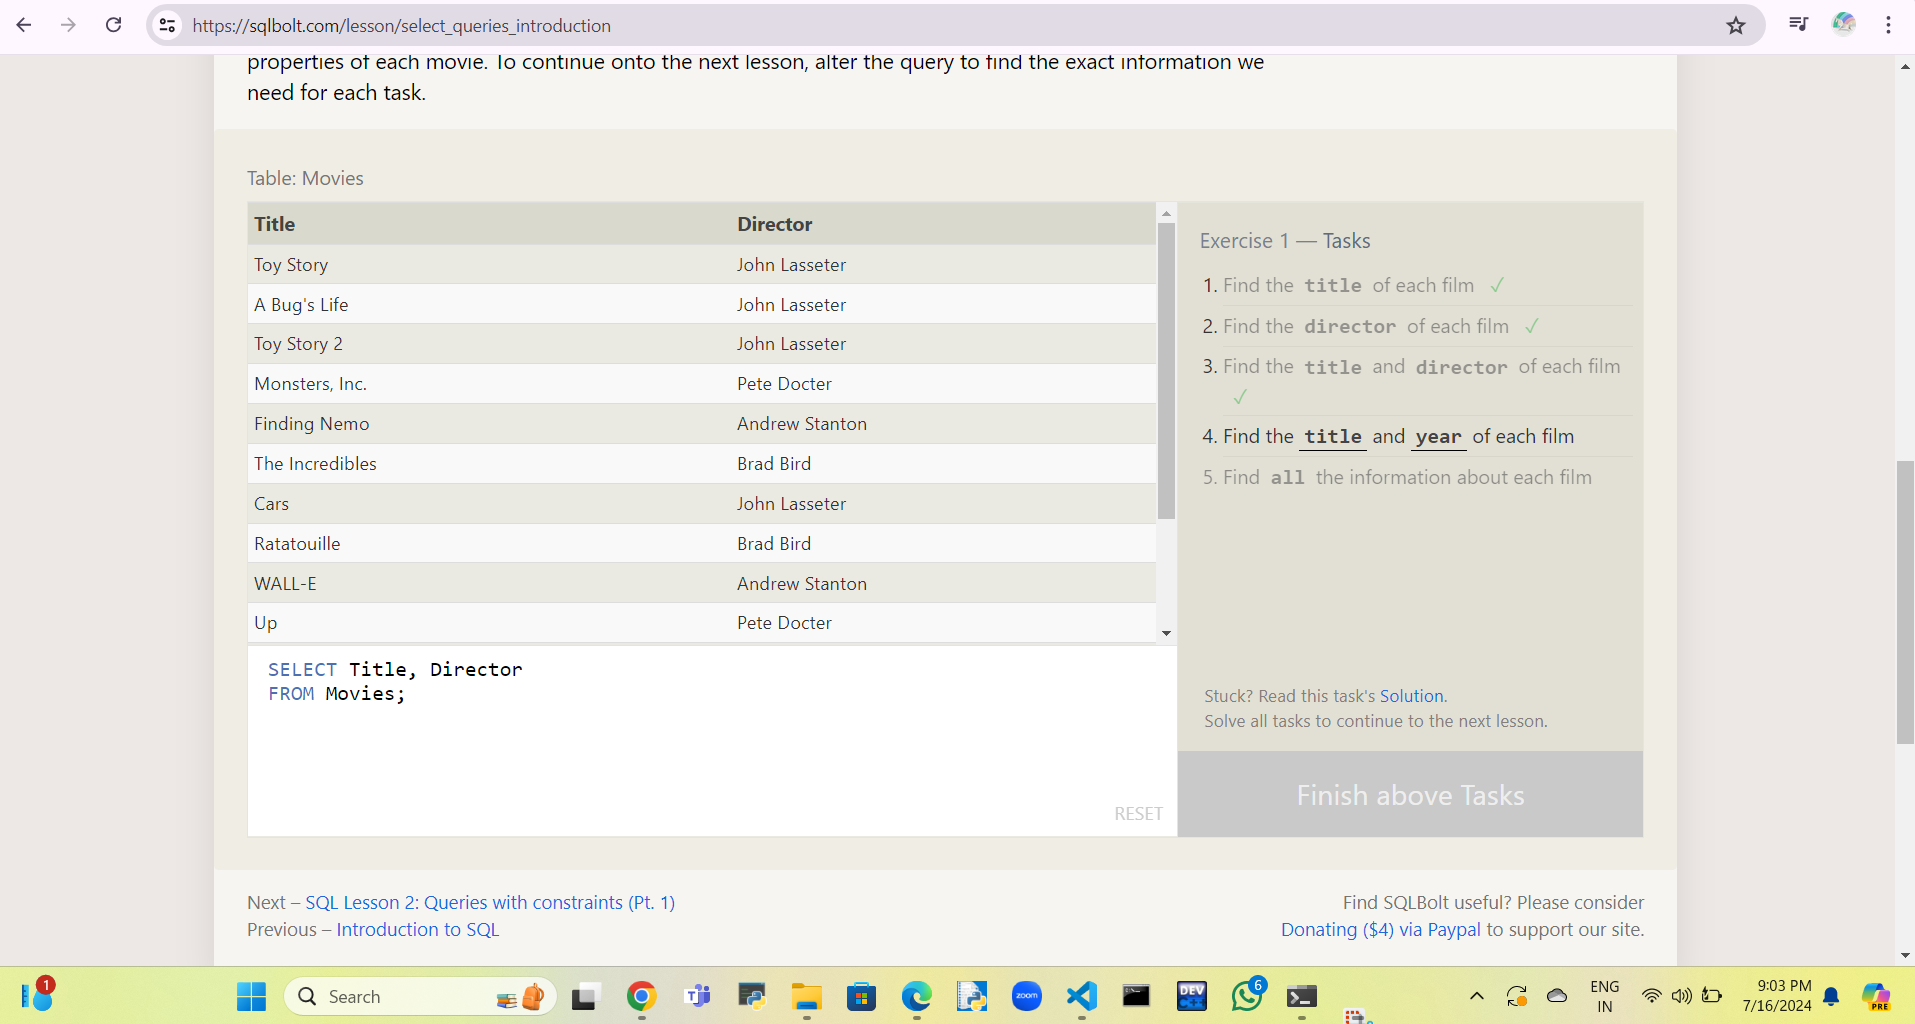 https://sqlbolt.com/lesson/select_queries_introduction
properties of each movie. To continue onto the next lesson, alter the query to find the exact information we
need for each task.
Table: Movies
Title Director
Toy Story John Lasseter
A Bug's Life John Lasseter
Toy Story 2 John Lasseter
Monsters, Inc. Pete Docter
Finding Nemo Andrew Stanton
The Incredibles Brad Bird
Cars John Lasseter
Ratatouille Brad Bird
WALL-E Andrew Stanton
Up Pete Docter
SELECT Title, Director
FROM Movies;
RESET
Exercise 1 — Tasks
1. Find the title of each film ✓
2. Find the director of each film ✓
3. Find the title and director of each film
✓
4. Find the title and year of each film
5. Find all the information about each film
Stuck? Read this task's Solution.
Solve all tasks to continue to the next lesson.
Finish above Tasks
Next – SQL Lesson 2: Queries with constraints (Pt. 1)
Previous – Introduction to SQL
Find SQLBolt useful? Please consider
Donating ($4) via Paypal to support our site.
1
Search
zoom
DEV
C++
6
ENG
IN
9:03 PM
7/16/2024
PRE